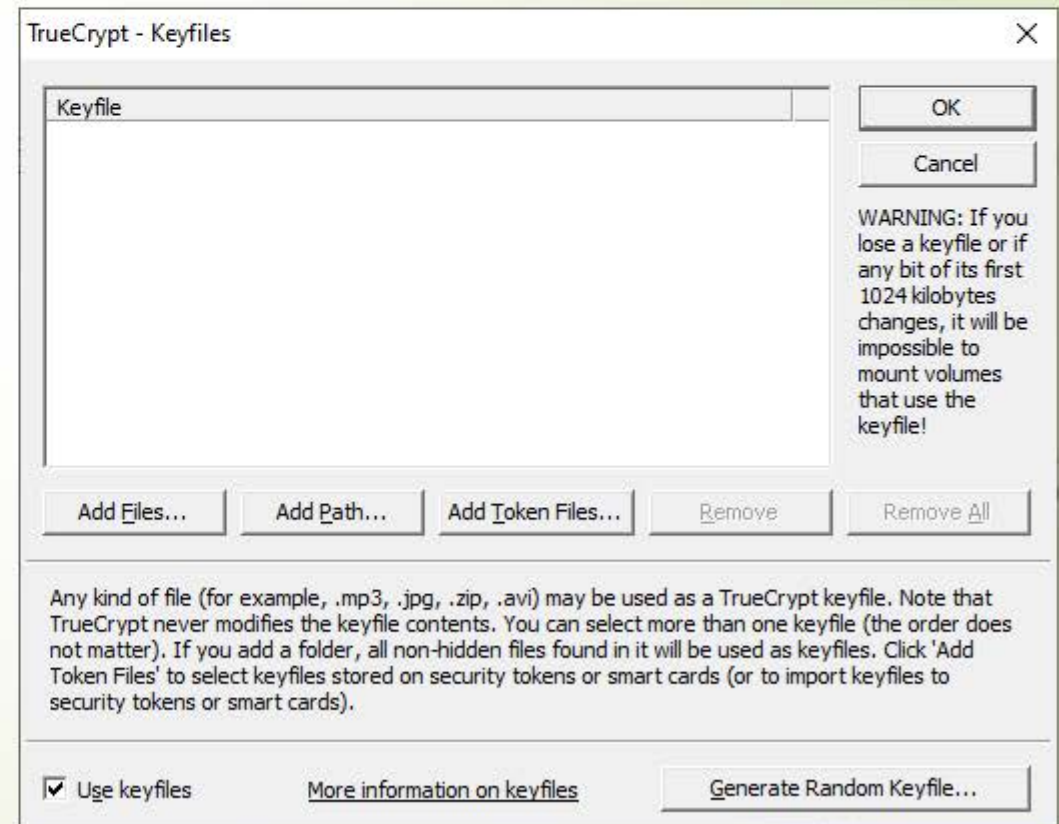 TrueCrypt - Keyfiles
Keyfile
OK
Cancel
WARNING: If you
lose a keyfile or if
any bit of its first
1024 kilobytes
changes, it will be
impossible to
mount volumes
that use the
keyfile!
Add Files...
Add Path...
Add Token Files...
Remove
Remove All
Any kind of file (for example, .mp3, .jpg, .zip, .avi) may be used as a TrueCrypt keyfile. Note that
TrueCrypt never modifies the keyfile contents. You can select more than one keyfile (the order does
not matter). If you add a folder, all non-hidden files found in it will be used as keyfiles. Click 'Add
Token Files' to select keyfiles stored on security tokens or smart cards (or to import keyfiles to
security tokens or smart cards).
Use keyfiles
More information on keyfiles
Generate Random Keyfile...